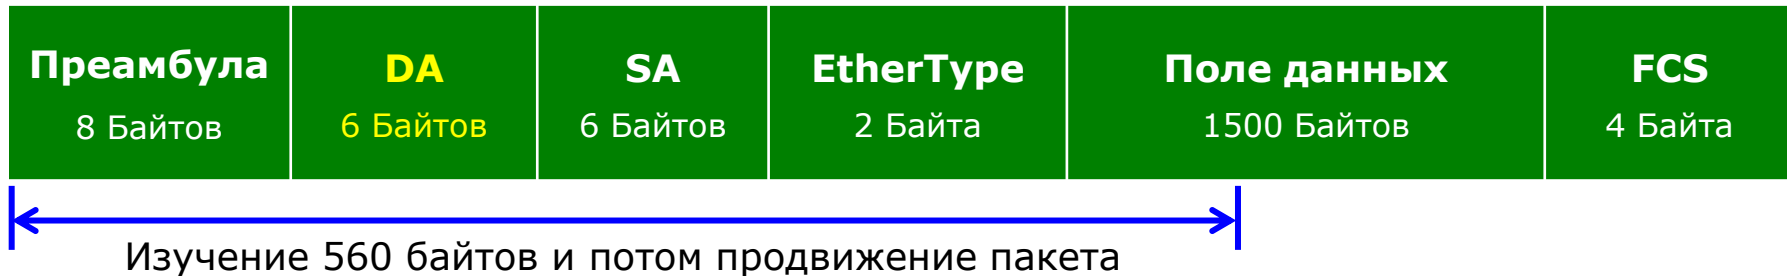 Преамбула DA SA EtherType Поле данных FCS
8 Байтов 6 Байтов 6 Байтов 2 Байта 1500 Байтов 4 Байта
Изучение 560 байтов и потом продвижение пакета